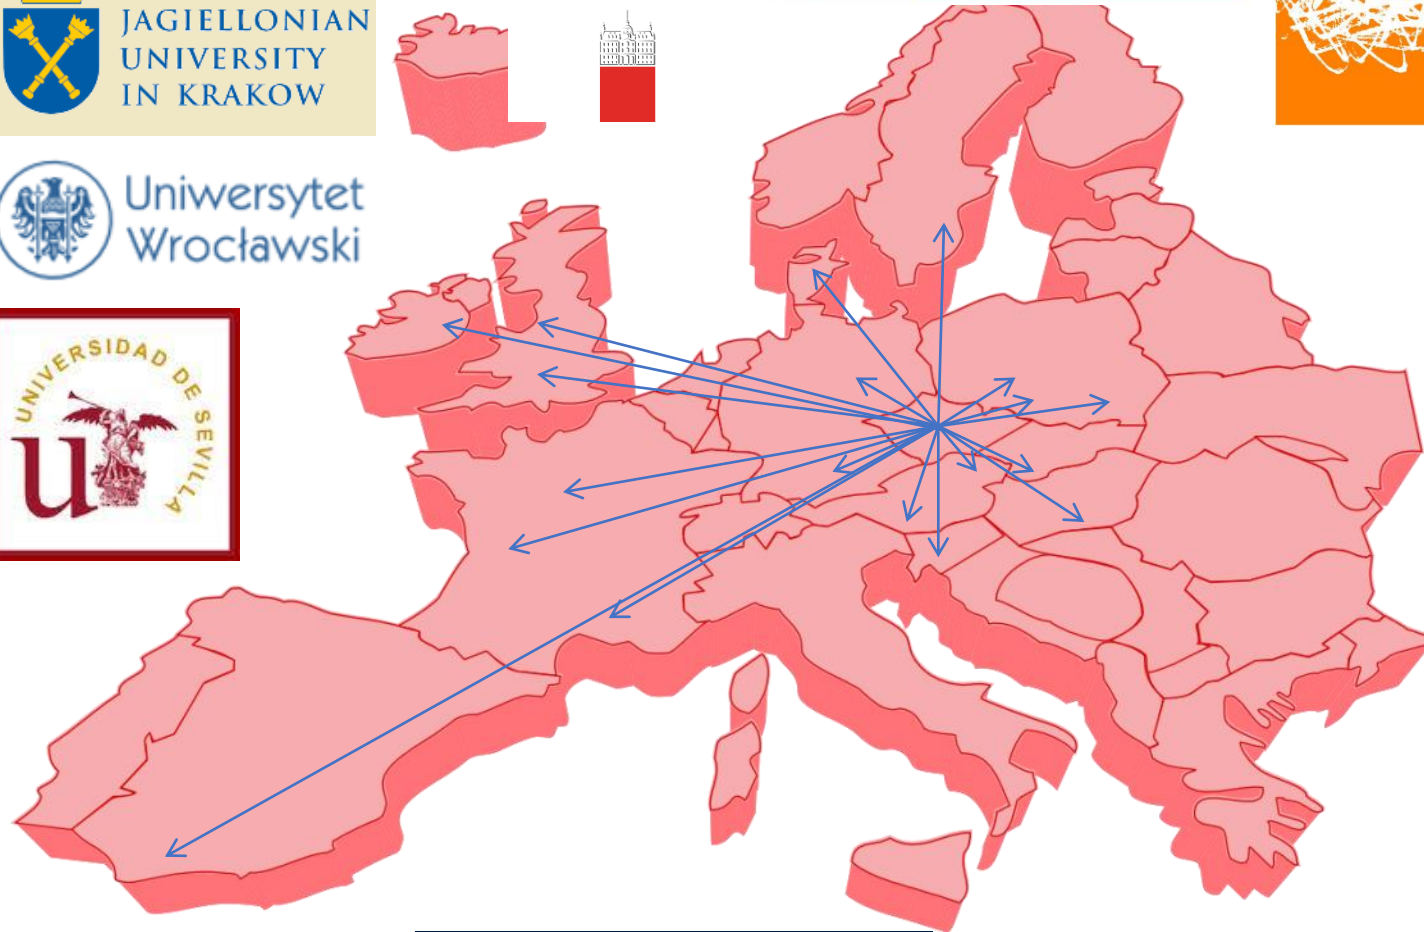 JAGIELLONIAN
UNIVERSITY
IN KRAKOW
Uniwersytet
Wrocławski
UNIVERSIDAD DE SEVILLA
u